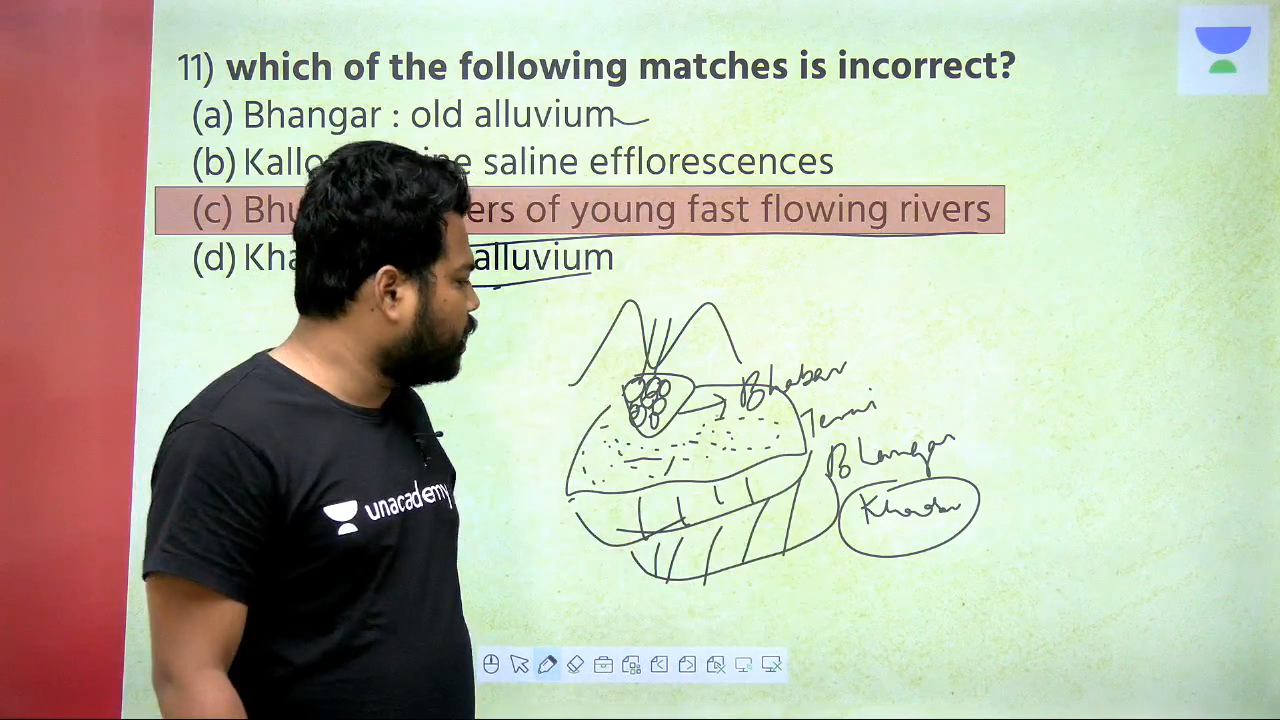 11) which of the following matches is incorrect?
(a) Bhangar : old alluvium
(b) Kallo ne saline efflorescences
(c) Bhu ers of young fast flowing rivers
(d) Kha alluvium
Bhabar
Terai
Bhangar
Khadar
unacademy